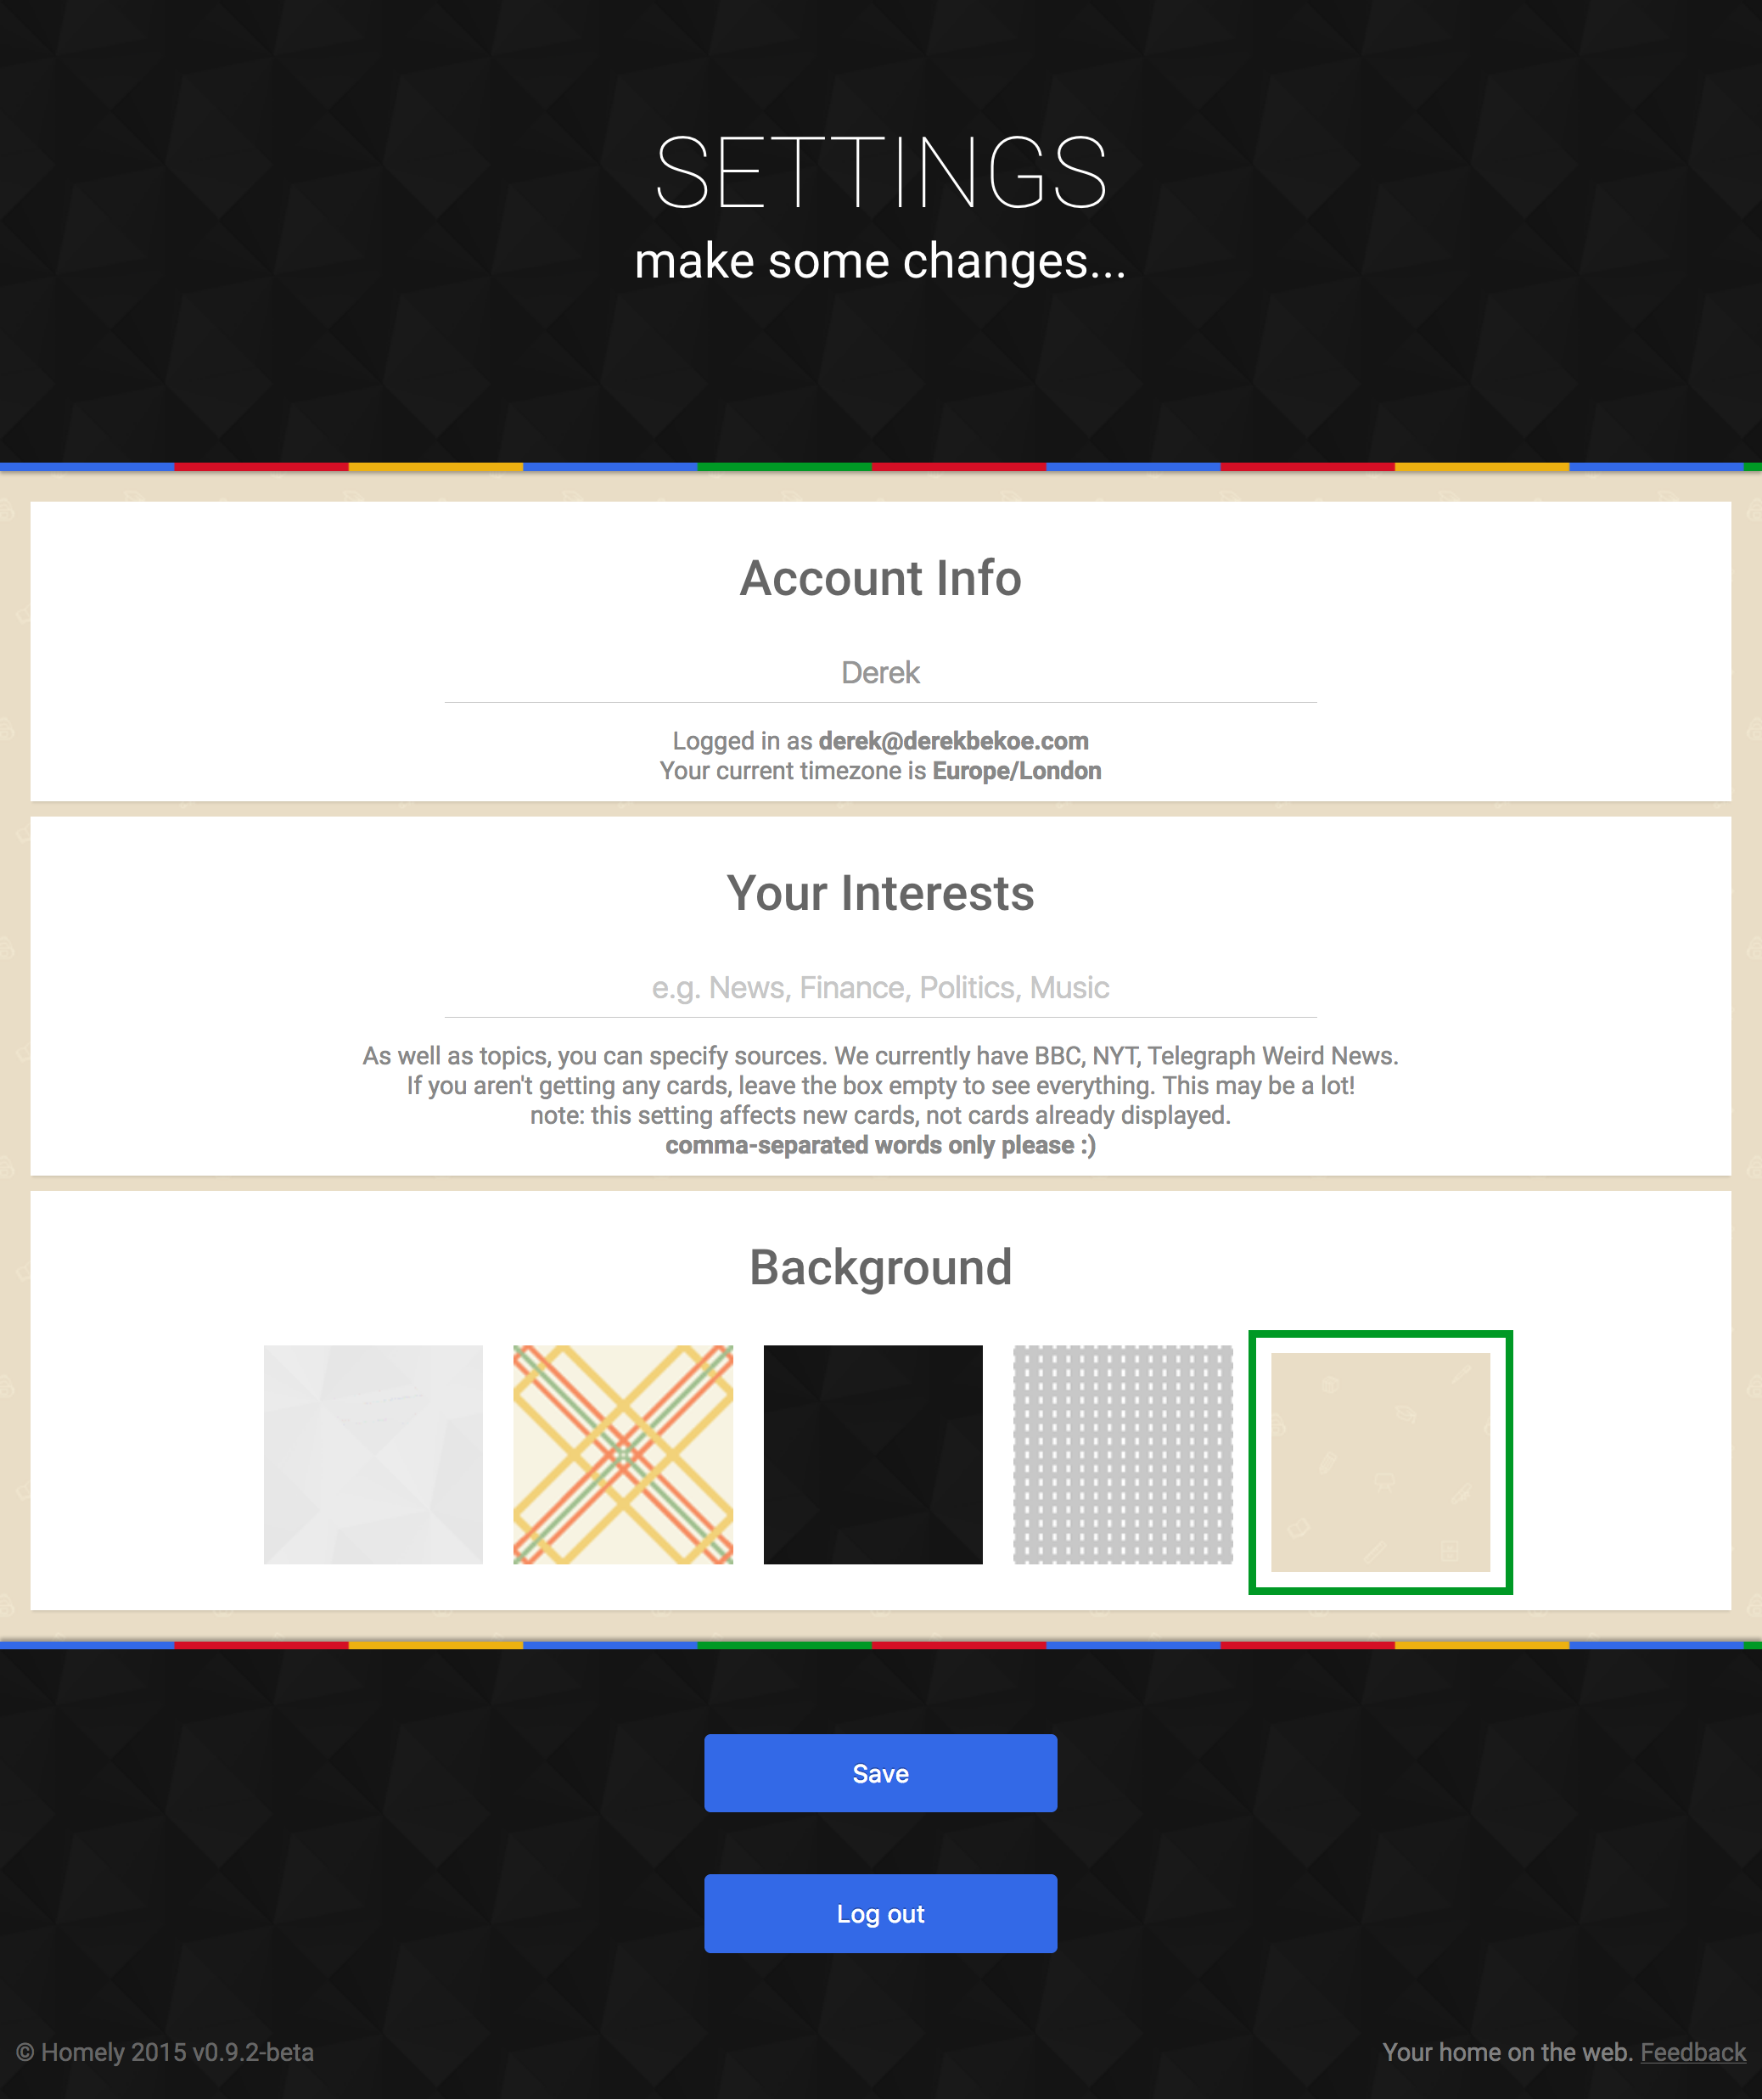 SETTINGS
make some changes...
Account Info
Derek
Logged in as derek@derekbekoe.com
Your current timezone is Europe/London
Your Interests
e.g. News, Finance, Politics, Music
As well as topics, you can specify sources. We currently have BBC, NYT, Telegraph Weird News.
If you aren't getting any cards, leave the box empty to see everything. This may be a lot!
note: this setting affects new cards, not cards already displayed.
comma-separated words only please :)
Background
Save
Log out
© Homely 2015 v0.9.2-beta
Your home on the web. Feedback